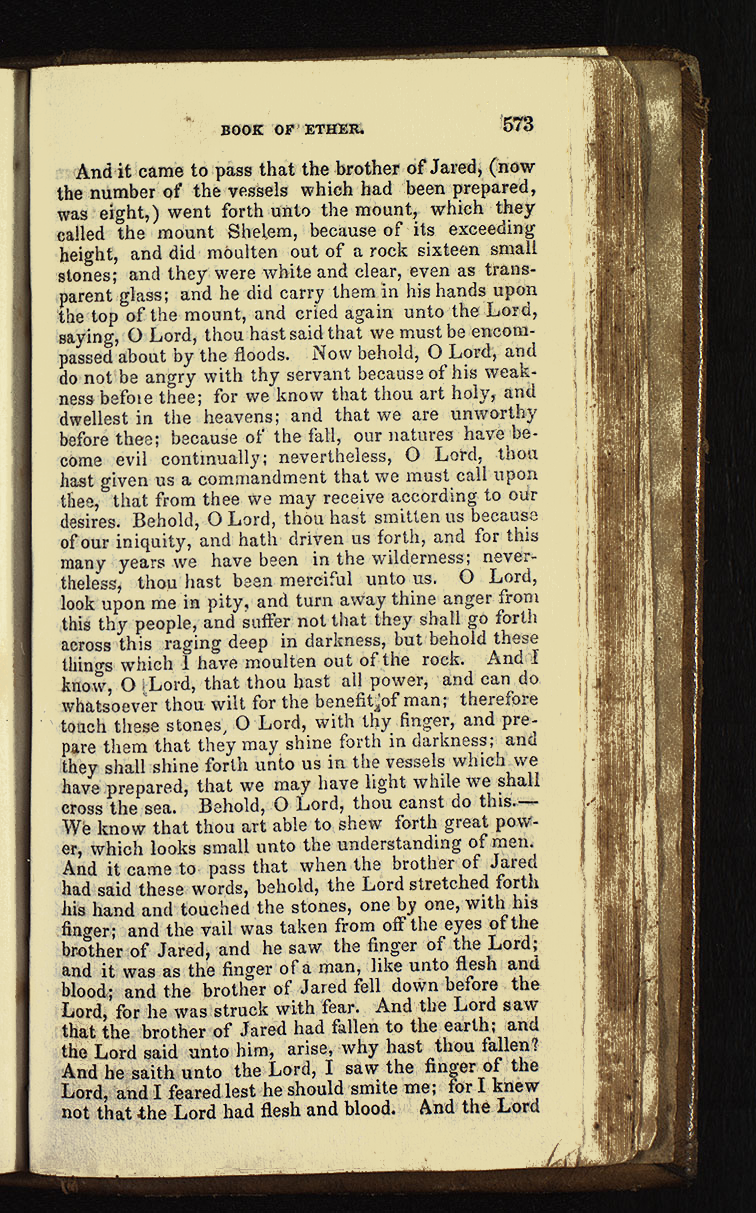 BOOK OF ETHER. 573
And it came to pass that the brother of Jared, (now
the number of the vessels which had been prepared,
was eight,) went forth unto the mount, which they
called the mount Shelem, because of its exceeding
height, and did moulten out of a rock sixteen small
stones; and they were white and clear, even as trans-
parent glass; and he did carry them in his hands upon
the top of the mount, and cried again unto the Lord,
saying, O Lord, thou hast said that we must be encom-
passed about by the floods. Now behold, O Lord, and
do not be angry with thy servant because of his weak-
ness before thee; for we know that thou art holy, and
dwellest in the heavens; and that we are unworthy
before thee; because of the fall, our natures have be-
come evil continually; nevertheless, O Lord, thou
hast given us a commandment that we must call upon
thee, that from thee we may receive according to our
desires. Behold, O Lord, thou hast smitten us because
of our iniquity, and hath driven us forth, and for this
many years we have been in the wilderness; never-
theless, thou hast been merciful unto us. O Lord,
look upon me in pity, and turn away thine anger from
this thy people, and suffer not that they shall go forth
across this raging deep in darkness, but behold these
things which I have moulten out of the rock. And I
know, O Lord, that thou hast all power, and can do
whatsoever thou wilt for the benefit of man; therefore
touch these stones, O Lord, with thy finger, and pre-
pare them that they may shine forth in darkness; and
they shall shine forth unto us in the vessels which we
have prepared, that we may have light while we shall
cross the sea. Behold, O Lord, thou canst do this.—
We know that thou art able to shew forth great pow-
er, which looks small unto the understanding of men.
And it came to pass that when the brother of Jared
had said these words, behold, the Lord stretched forth
his hand and touched the stones, one by one, with his
finger; and the vail was taken from off the eyes of the
brother of Jared, and he saw the finger of the Lord;
and it was as the finger of a man, like unto flesh and
blood; and the brother of Jared fell down before the
Lord, for he was struck with fear. And the Lord saw
that the brother of Jared had fallen to the earth; and
the Lord said unto him, arise, why hast thou fallen?
And he saith unto the Lord, I saw the finger of the
Lord, and I feared lest he should smite me; for I knew
not that the Lord had flesh and blood. And the Lord